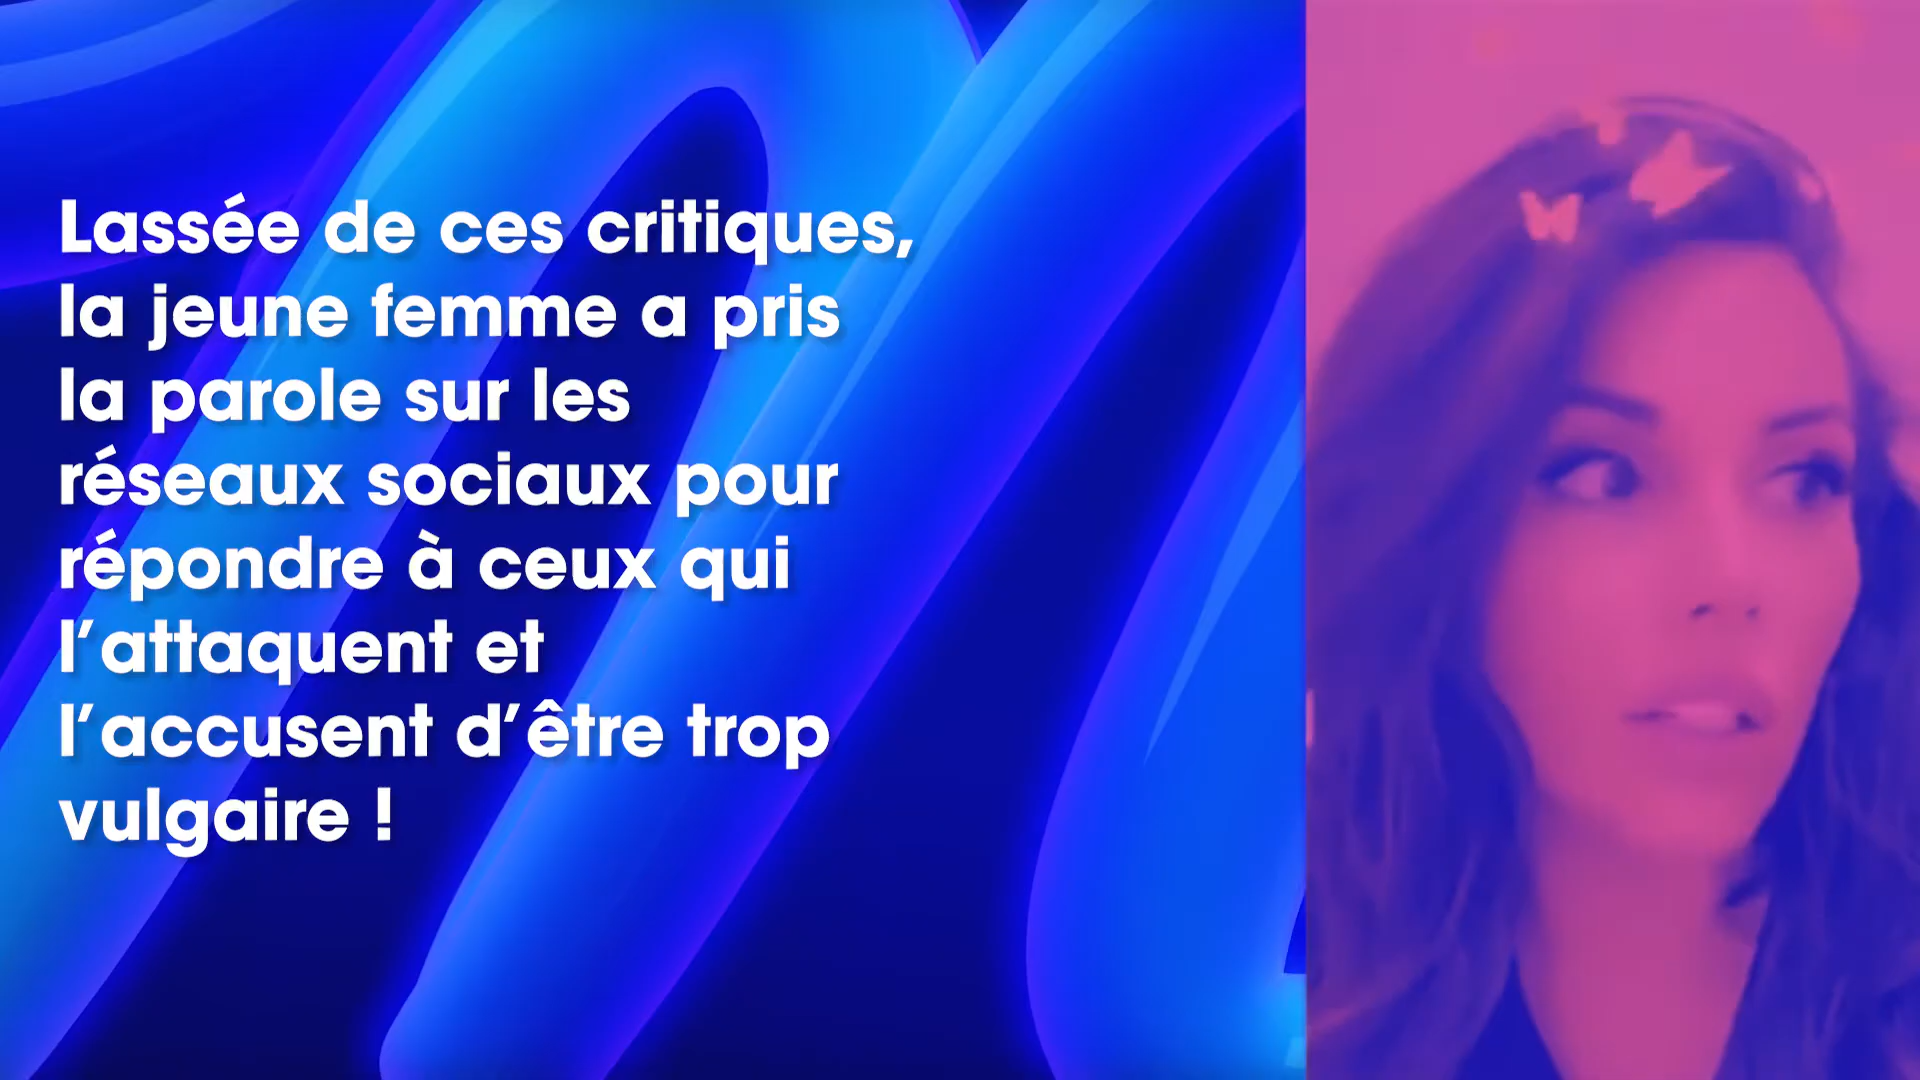 Lassée de ces critiques,
la jeune femme a pris
la parole sur les
réseaux sociaux pour
répondre à ceux qui
l’attaquent et
l’accusent d’être trop
vulgaire !